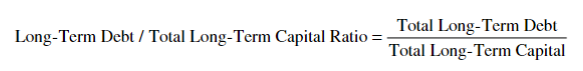 Long-Term Debt / Total Long-Term Capital Ratio = Total Long-Term Debt
Total Long-Term Capital